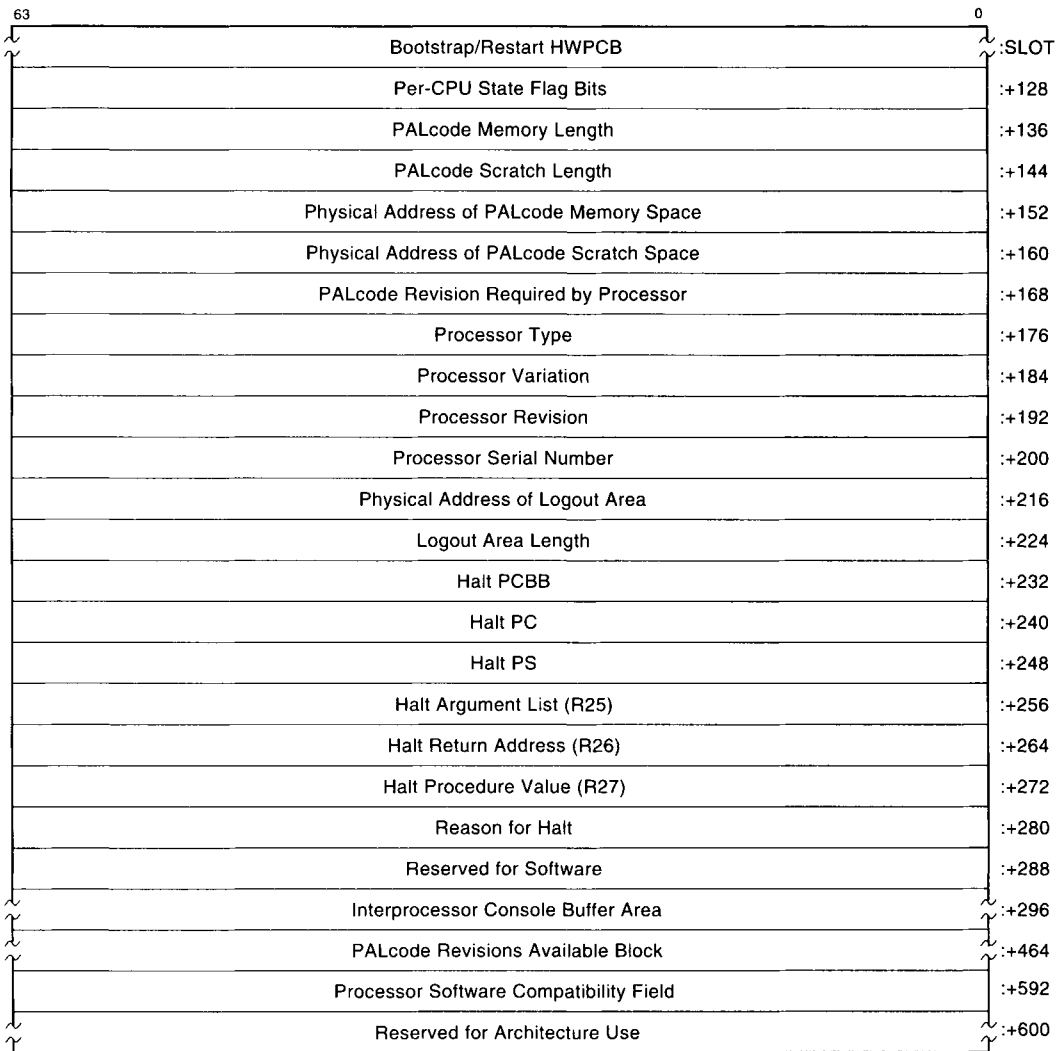 63 0
Bootstrap/Restart HWPCB :SLOT
Per-CPU State Flag Bits :+128
PALcode Memory Length :+136
PALcode Scratch Length :+144
Physical Address of PALcode Memory Space :+152
Physical Address of PALcode Scratch Space :+160
PALcode Revision Required by Processor :+168
Processor Type :+176
Processor Variation :+184
Processor Revision :+192
Processor Serial Number :+200
Physical Address of Logout Area :+216
Logout Area Length :+224
Halt PCBB :+232
Halt PC :+240
Halt PS :+248
Halt Argument List (R25) :+256
Halt Return Address (R26) :+264
Halt Procedure Value (R27) :+272
Reason for Halt :+280
Reserved for Software :+288
Interprocessor Console Buffer Area :+296
PALcode Revisions Available Block :+464
Processor Software Compatibility Field :+592
Reserved for Architecture Use :+600